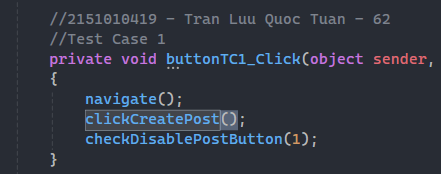 //2151010419 - Tran Luu Quoc Tuan - 62
//Test Case 1
private void buttonTC1_Click(object sender,
{
navigate();
clickCreatePost();
checkDisablePostButton(1);
}